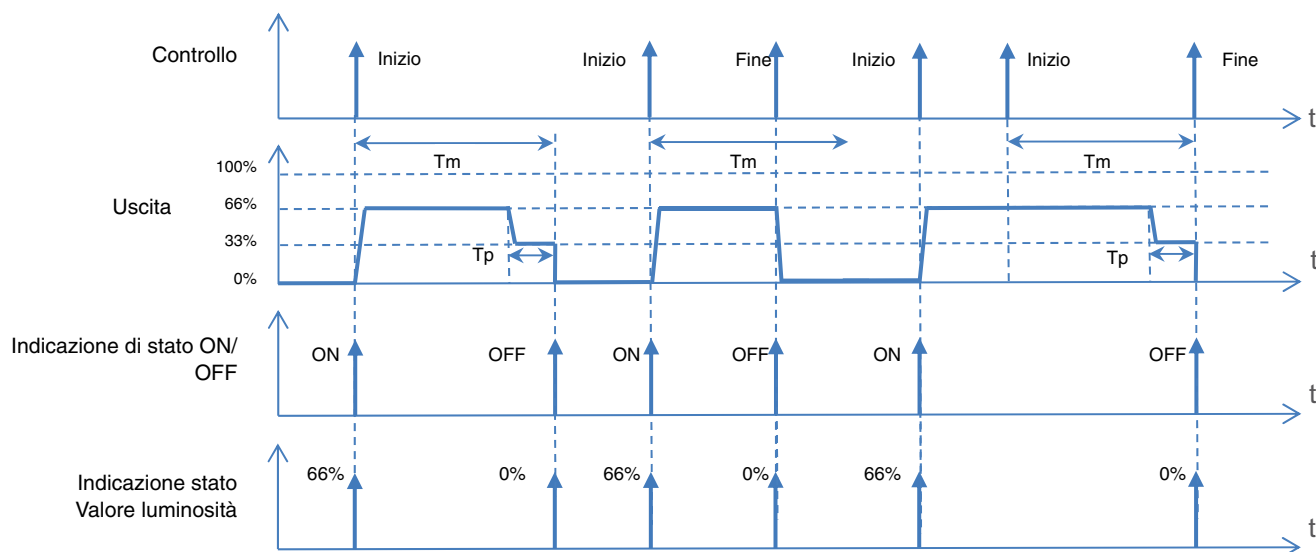 Controllo
Inizio
Inizio
Fine
Inizio
Inizio
Fine
t
Tm
Tm
Tm
100%
Uscita
66%
33%
0%
Tp
Tp
t
Indicazione di stato ON/
OFF
ON
OFF
ON
OFF
ON
OFF
t
Indicazione stato
Valore luminosità
66%
0%
66%
0%
66%
0%
t